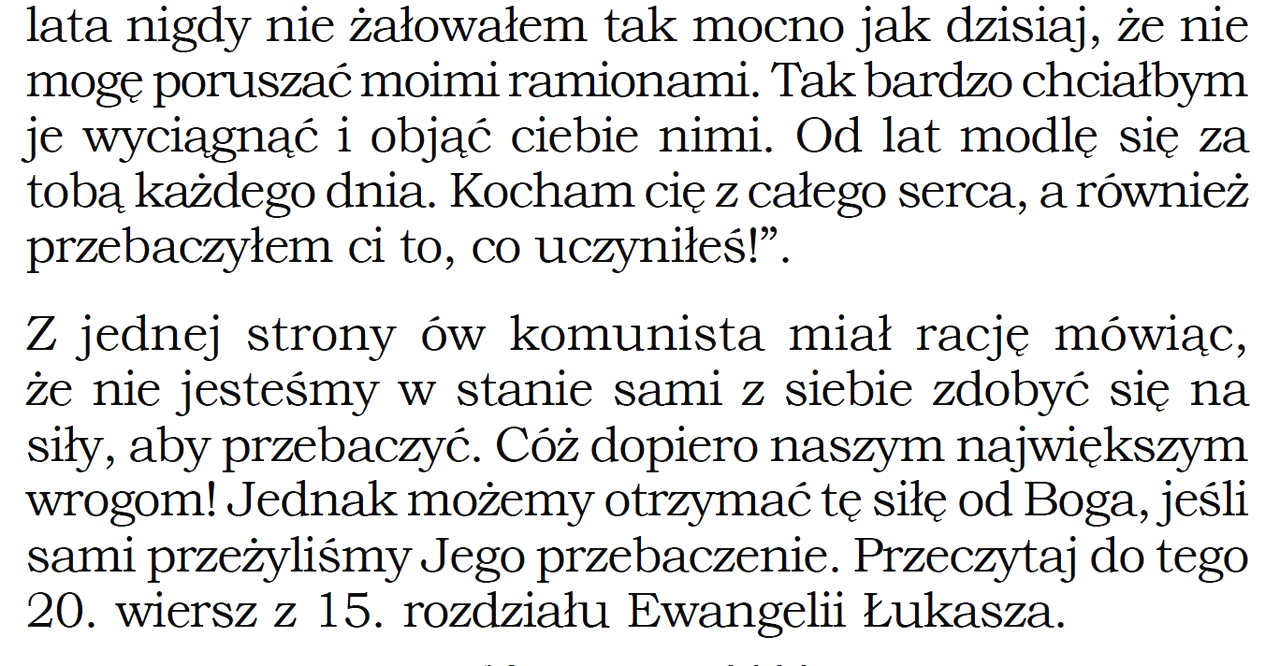 lata nigdy nie żałowałem tak mocno jak dzisiaj, że nie
mogę poruszać moimi ramionami. Tak bardzo chciałbym
je wyciągnąć i objąć ciebie nimi. Od lat modlę się za
tobą każdego dnia. Kocham cię z całego serca, a również
przebaczyłem ci to, co uczyniłeś!”.
Z jednej strony ów komunista miał rację mówiąc,
że nie jesteśmy w stanie sami z siebie zdobyć się na
siły, aby przebaczyć. Cóż dopiero naszym największym
wrogom! Jednak możemy otrzymać tę siłę od Boga, jeśli
sami przeżyliśmy Jego przebaczenie. Przeczytaj do tego
20. wiersz z 15. rozdziału Ewangelii Łukasza.